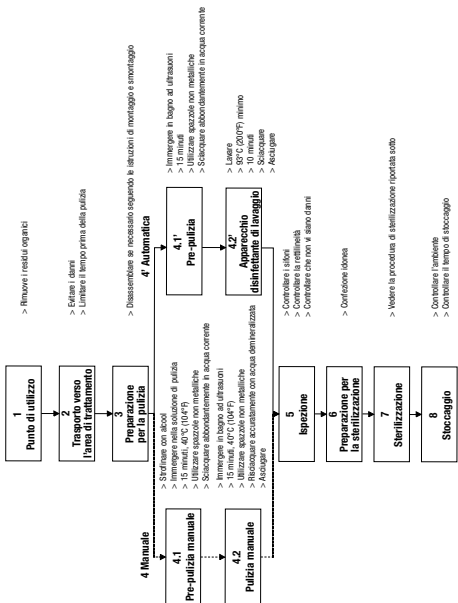 1
Punto di utilizzo
> Rimuove i residui organici
2
Trasporto verso
l'area di trattamento
> Evitare i danni
> Limitare il tempo prima della pulizia
3
Preparazione
per la pulizia
> Disassemblare se necessario seguendo le istruzioni di montaggio e smontaggio
4 Manuale
4.1
Pre-pulizia manuale
> Strofinare con alcool
> Immergere nella soluzione di pulizia
> 15 minuti, 40°C (104°F)
> Utilizzare spazzole non metalliche
> Sciacquare abbondantemente in acqua corrente
4.2
Pulizia manuale
> Immergere in bagno ad ultrasuoni
> 15 minuti, 40°C (104°F)
> Utilizzare spazzole non metalliche
> Risciacquare accuratamente con acqua demineralizzata
> Asciugare
4' Automatica
4.1'
Pre-pulizia
> Immergere in bagno ad ultrasuoni
> 15 minuti
> Utilizzare spazzole non metalliche
> Sciacquare abbondantemente in acqua corrente
4.2'
Apparecchio
disinfettante di lavaggio
> Lavare
> 93°C (200°F) minimo
> 10 minuti
> Sciacquare
> Asciugare
5
Ispezione
> Controllare i sifoni
> Controllare la rettilineità
> Controllare che non vi siano danni
6
Preparazione per
la sterilizzazione
> Confezione idonea
7
Sterilizzazione
> Vedere la procedura di sterilizzazione riportata sotto
8
Stoccaggio
> Controllare l'ambiente
> Controllare il tempo di stoccaggio